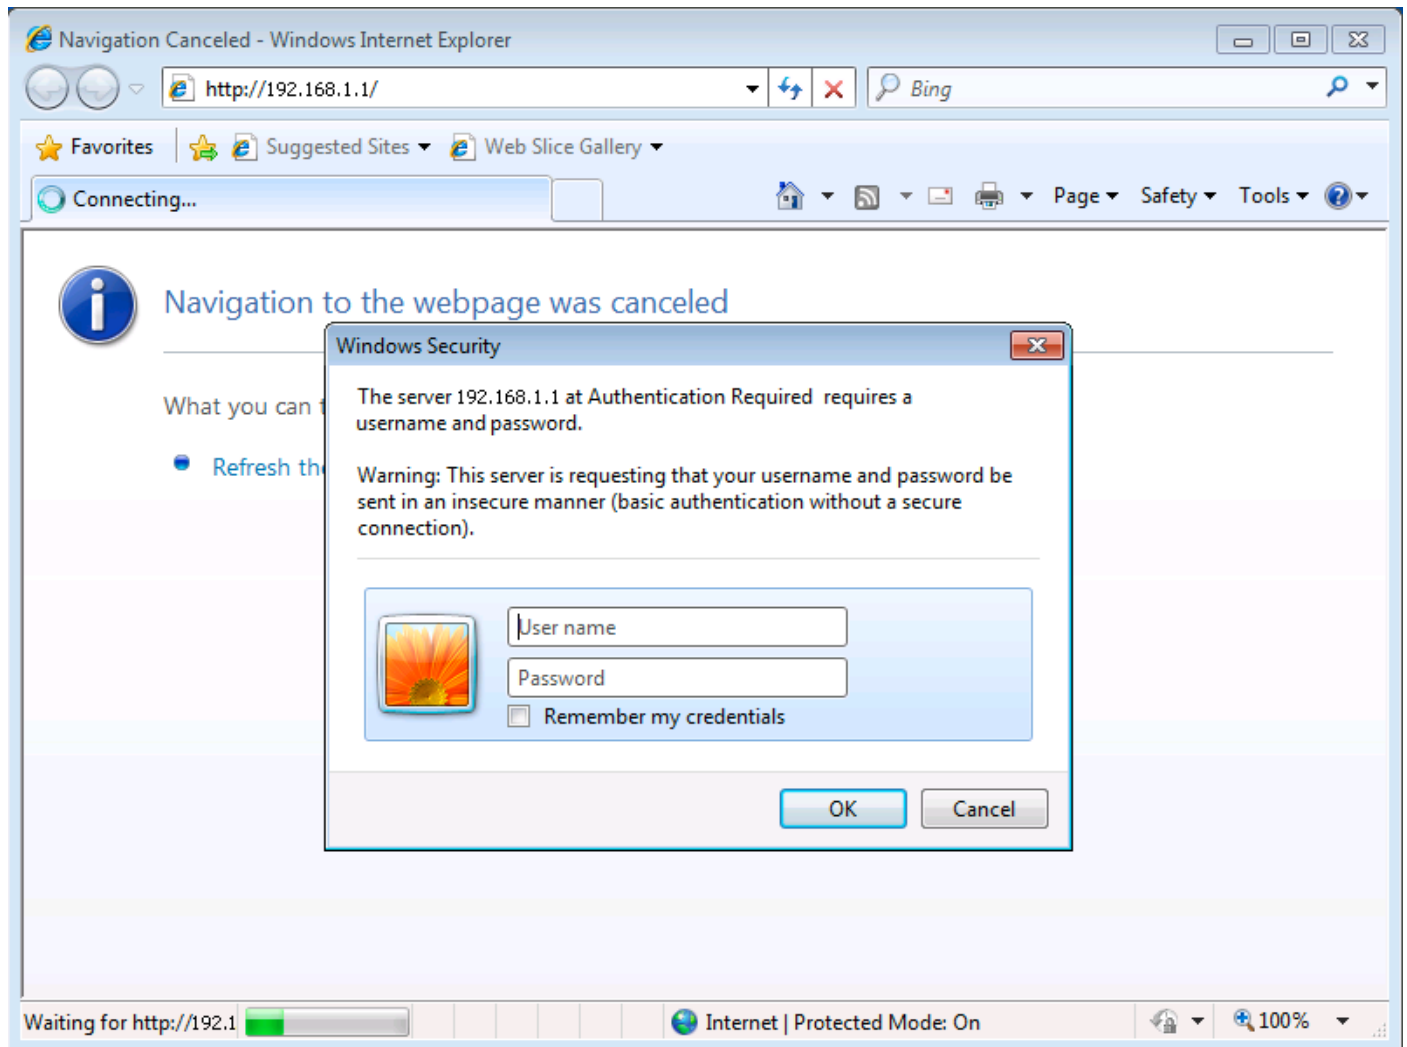 Navigation Canceled - Windows Internet Explorer
http://192.168.1.1/
Bing
Favorites
Suggested Sites
Web Slice Gallery
Connecting...
Page
Safety
Tools
Navigation to the webpage was canceled
Windows Security
What you can
The server 192.168.1.1 at Authentication Required requires a
username and password.
Refresh the
Warning: This server is requesting that your username and password be
sent in an insecure manner (basic authentication without a secure
connection).
User name
Password
Remember my credentials
OK
Cancel
Waiting for http://192.1
Internet | Protected Mode: On
100%